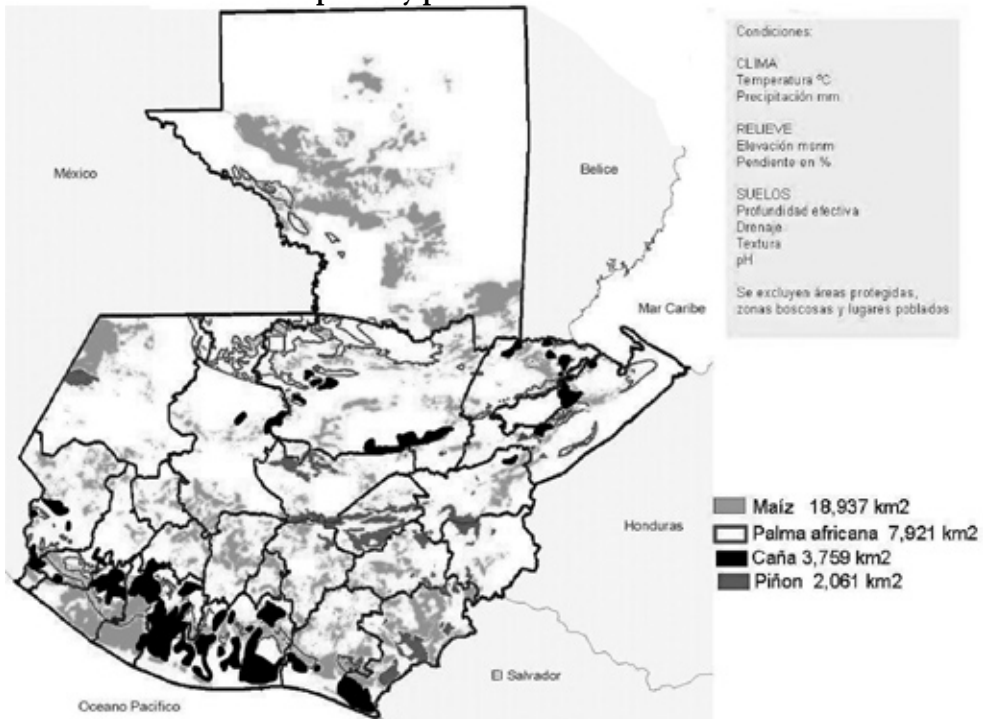 Condiciones:
CLIMA
Temperatura ºC
Precipitación mm
RELIEVE
Elevación msnm
Pendiente en %
SUELOS
Profundidad efectiva
Drenaje
Textura
pH
Se excluyen áreas protegidas,
zonas boscosas y lugares poblados
México
Belice
Mar Caribe
Honduras
El Salvador
Oceano Pacifico
Maíz 18,937 km2
Palma africana 7,921 km2
Caña 3,759 km2
Piñon 2,061 km2